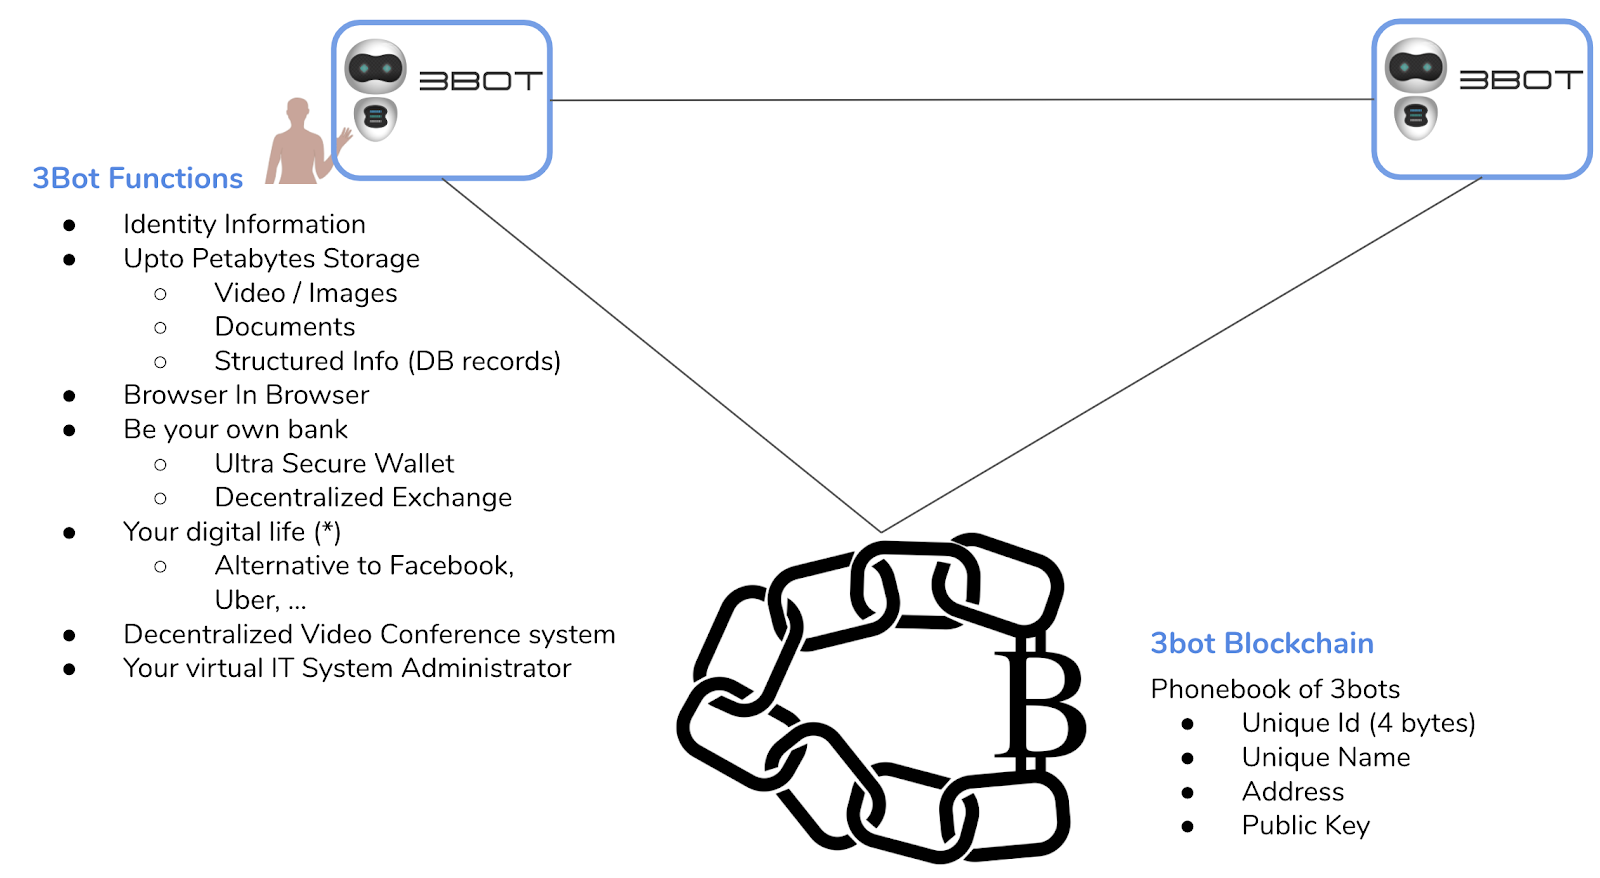 3BOT
3BOT
3Bot Functions
● Identity Information
● Upto Petabytes Storage
○ Video / Images
○ Documents
○ Structured Info (DB records)
● Browser In Browser
● Be your own bank
○ Ultra Secure Wallet
○ Decentralized Exchange
● Your digital life (*)
○ Alternative to Facebook,
Uber, ...
● Decentralized Video Conference system
● Your virtual IT System Administrator
B
3bot Blockchain
Phonebook of 3bots
● Unique Id (4 bytes)
● Unique Name
● Address
● Public Key